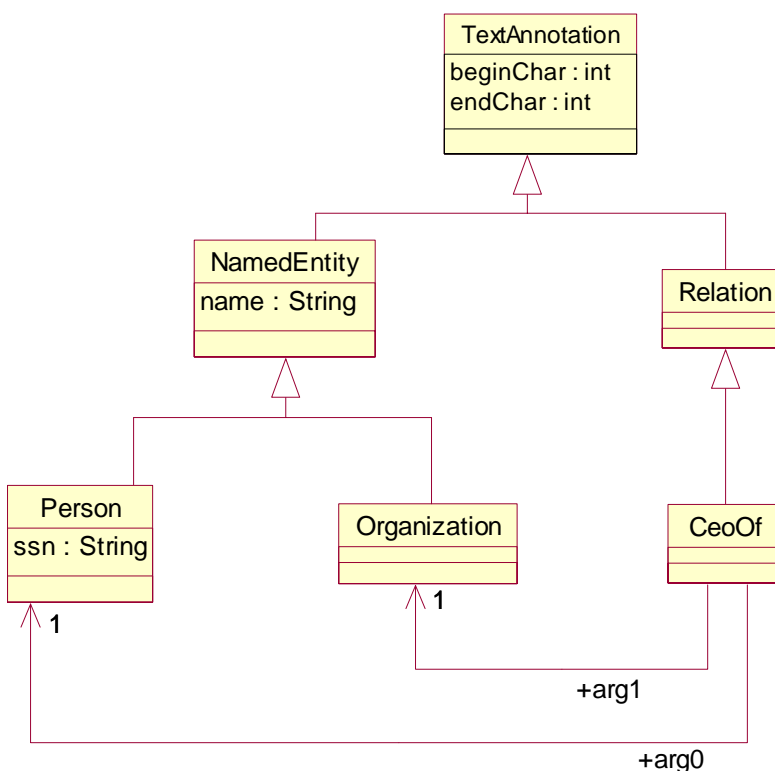 TextAnnotation
beginChar : int
endChar : int
NamedEntity
name : String
Relation
Person
ssn : String
Organization
CeoOf
1
1
+arg1
+arg0